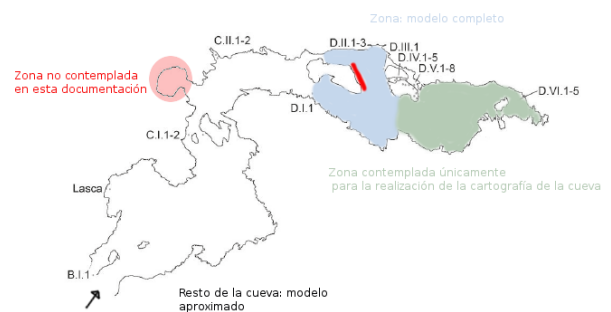 Zona: modelo completo
C.II.1-2
D.II.1-3
D.III.1
D.IV.1-5
D.V.1-8
Zona no contemplada
en esta documentación
D.VI.1-5
D.I.1
C.I.1-2
Zona contemplada únicamente
para la realización de la cartografía de la cueva
Lasca
B.I.1
Resto de la cueva: modelo
aproximado